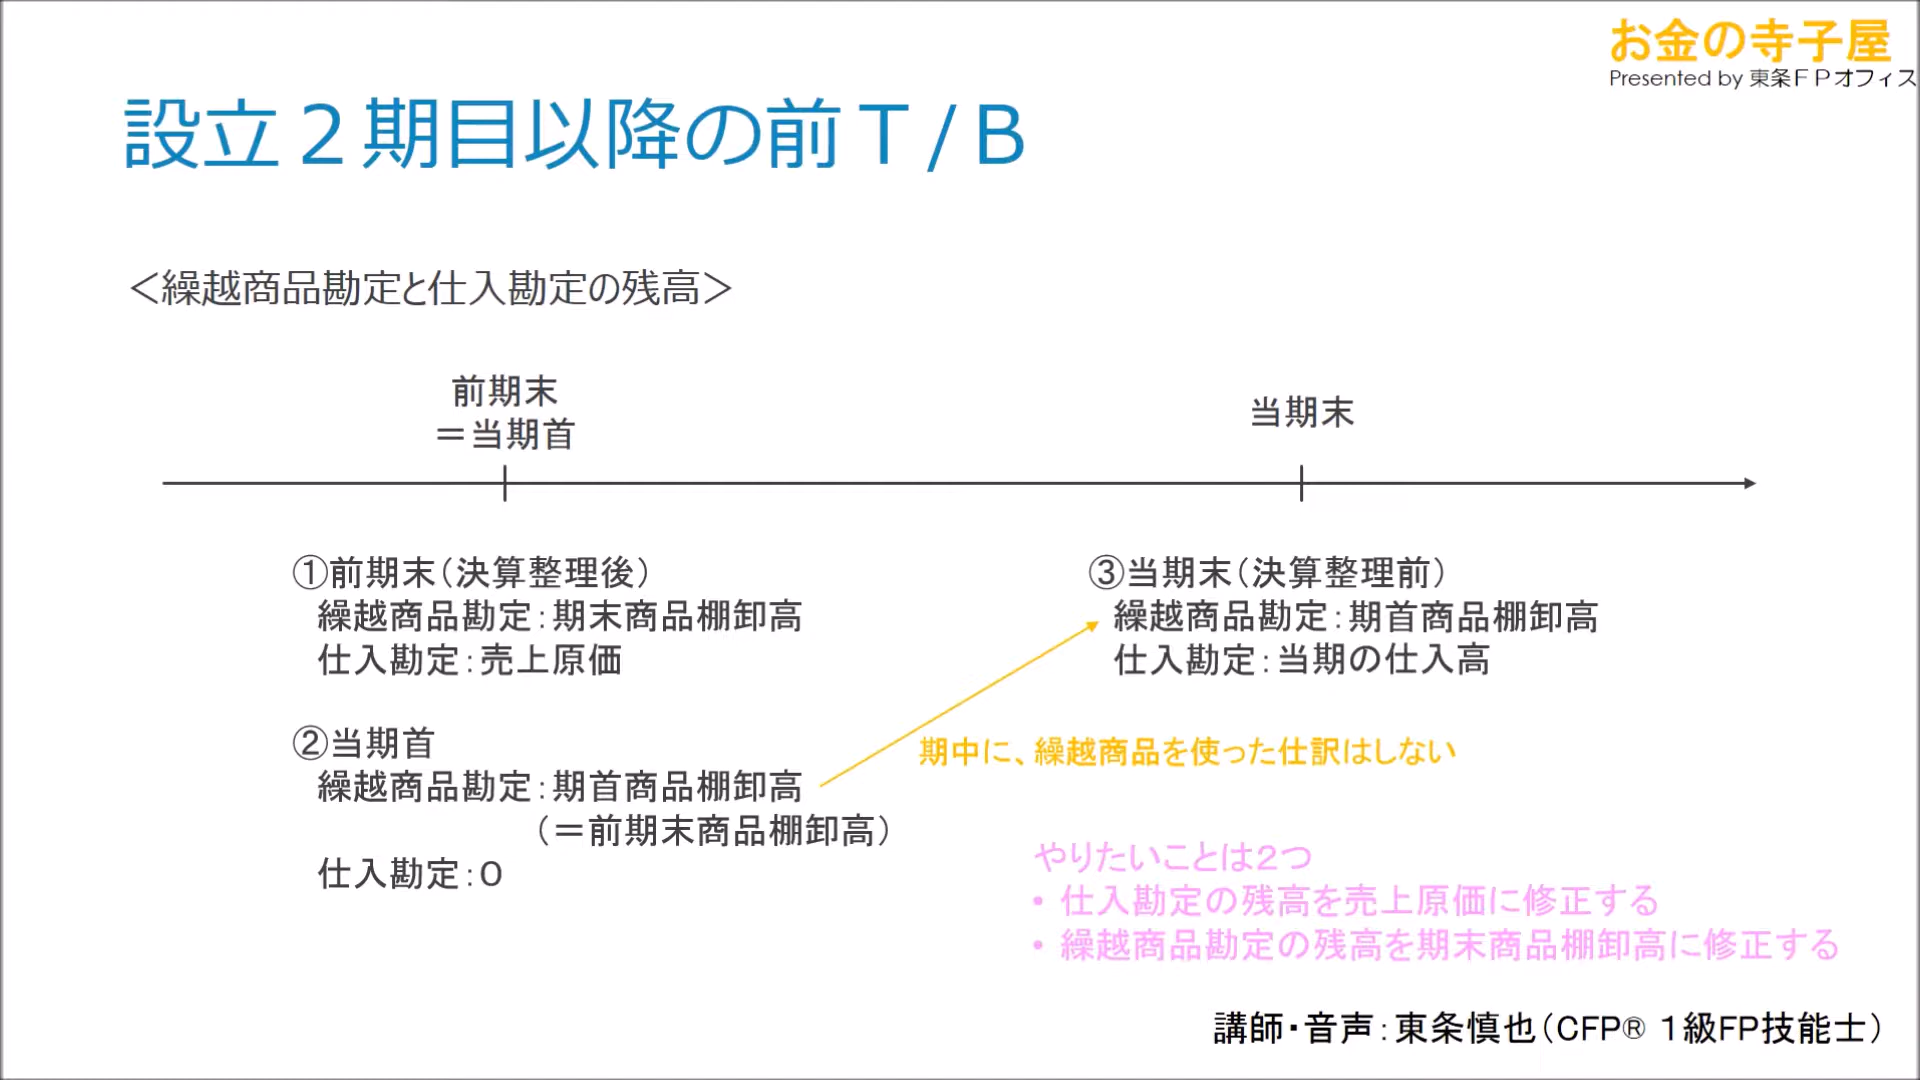 お金の寺子屋
Presented by 東条ＦＰオフィス
設立２期目以降の前Ｔ/Ｂ
＜繰越商品勘定と仕入勘定の残高＞
前期末
＝当期首
当期末
①前期末（決算整理後）
繰越商品勘定：期末商品棚卸高
仕入勘定：売上原価
②当期首
繰越商品勘定：期首商品棚卸高
（＝前期末商品棚卸高）
仕入勘定：０
③当期末（決算整理前）
繰越商品勘定：期首商品棚卸高
仕入勘定：当期の仕入高
期中に、繰越商品を使った仕訳はしない
やりたいことは２つ
• 仕入勘定の残高を売上原価に修正する
• 繰越商品勘定の残高を期末商品棚卸高に修正する
講師・音声：東条慎也（CFP® １級FP技能士）